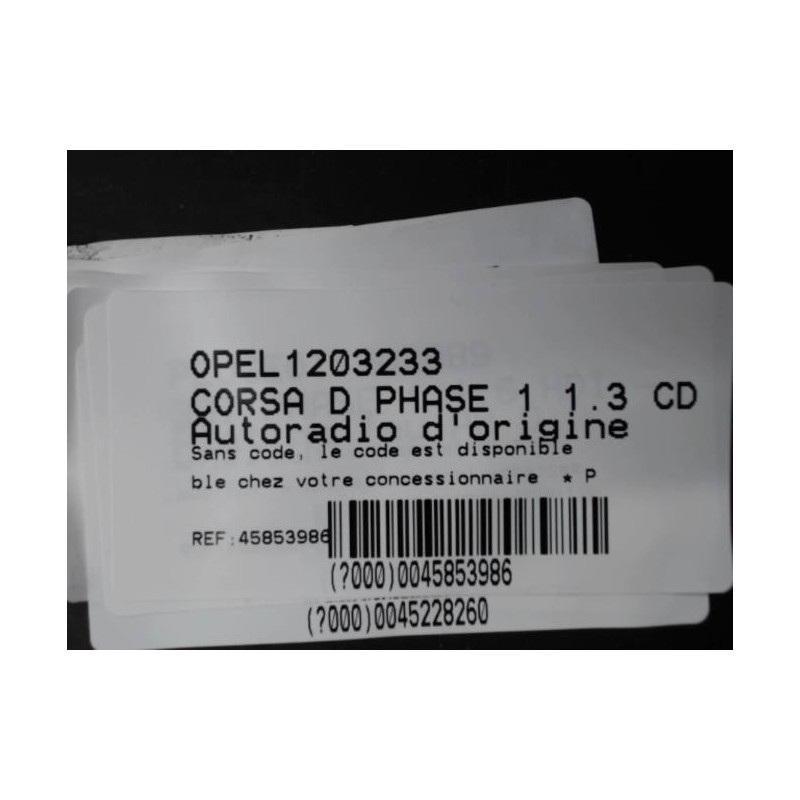 OPEL1203233
CORSA D PHASE 1 1.3 CD
Autoradio d'origine
Sans code, le code est disponible
ble chez votre concessionnaire * P
REF:45853986
(?000)0045853986
(?000)0045228260